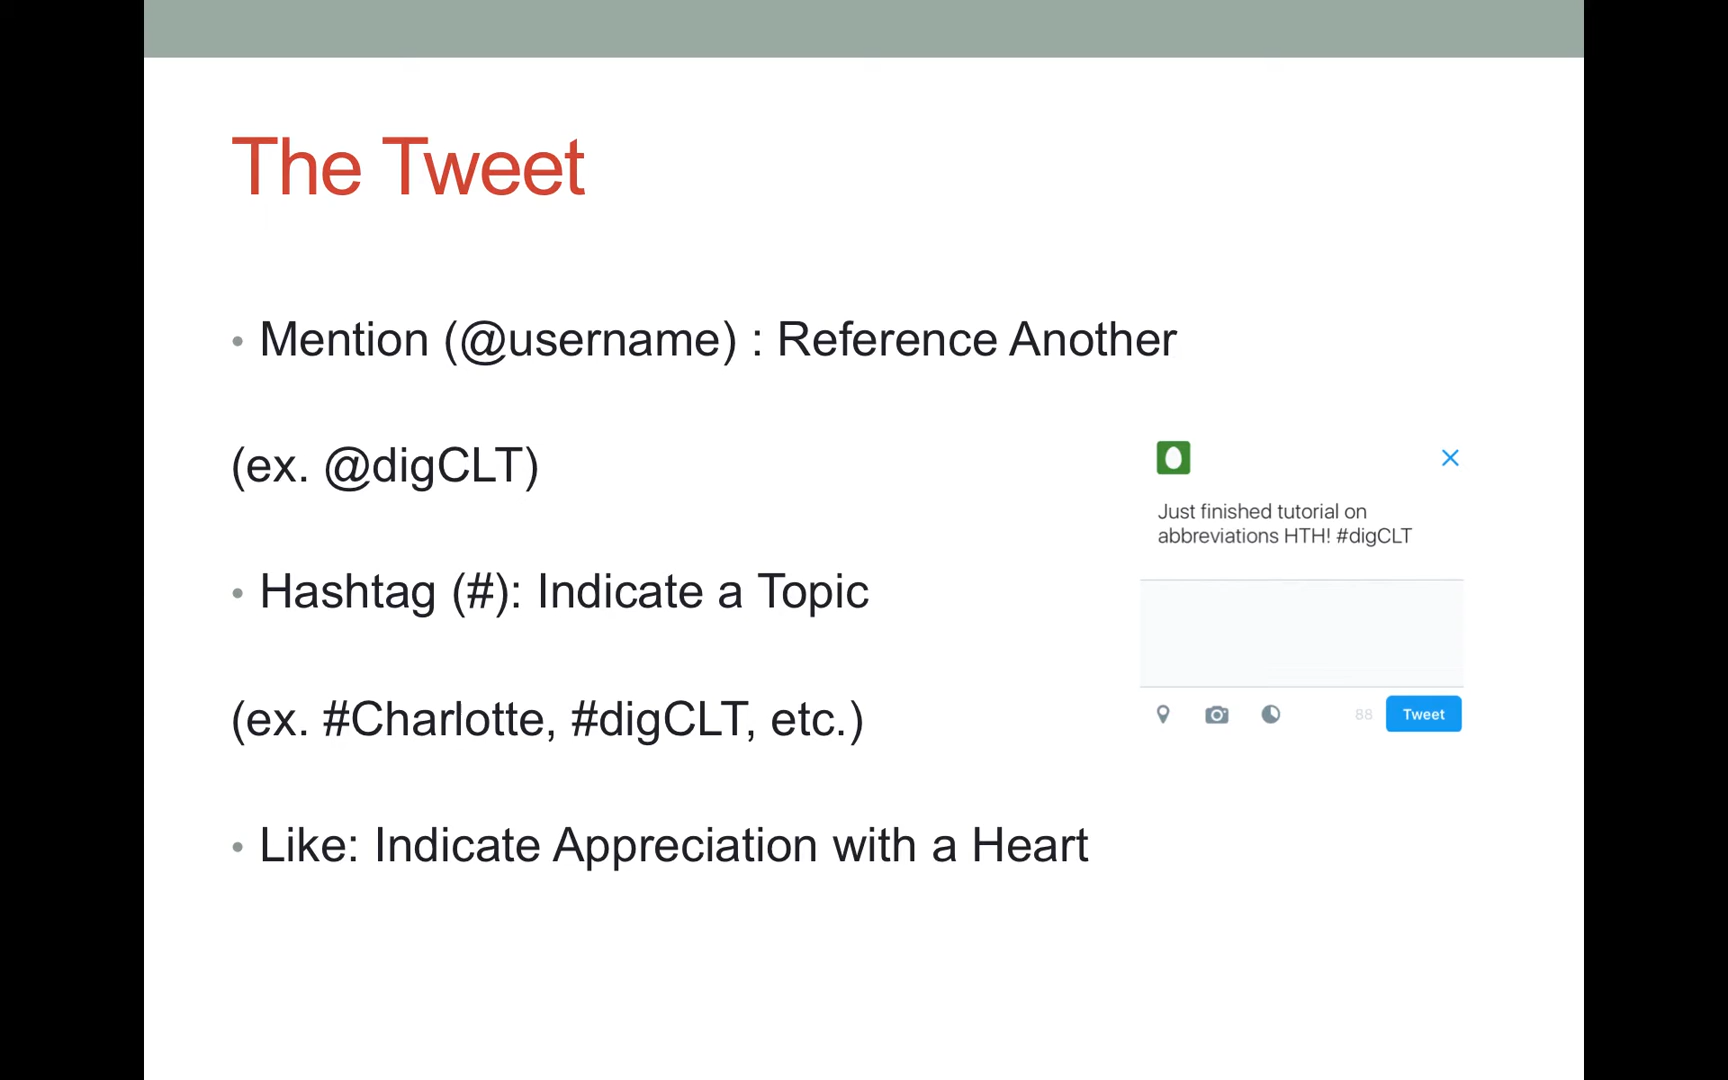 The Tweet
• Mention (@username) : Reference Another
(ex. @digCLT)
• Hashtag (#): Indicate a Topic
(ex. #Charlotte, #digCLT, etc.)
• Like: Indicate Appreciation with a Heart
Just finished tutorial on
abbreviations HTH! #digCLT
88 Tweet